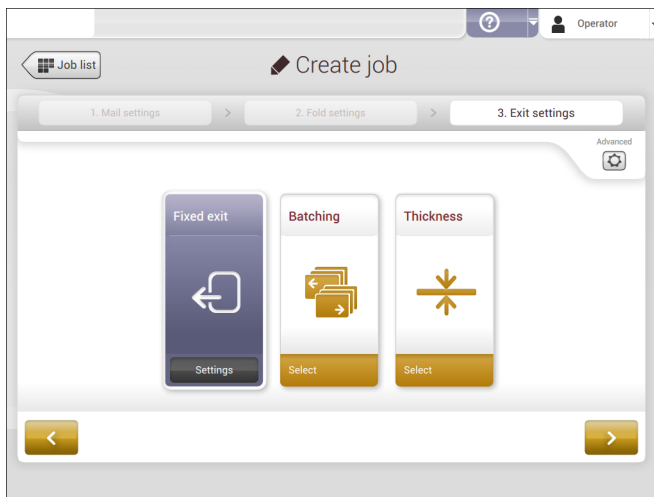 Operator
Job list
Create job
1. Mail settings > 2. Fold settings > 3. Exit settings
Advanced
Fixed exit
Settings
Batching
Select
Thickness
Select